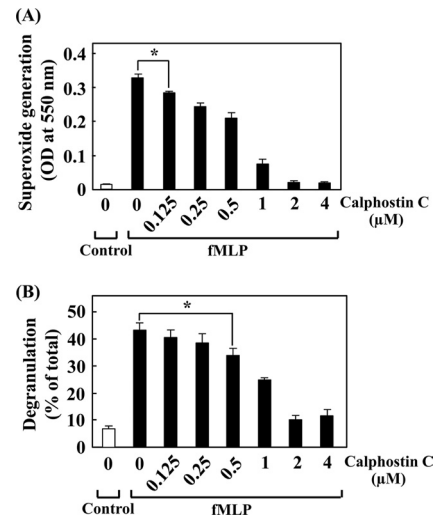 (A)
*
Superoxide generation
(OD at 550 nm)
0.4
0.3
0.2
0.1
0
0 0 0.125 0.25 0.5 1 2 4 Calphostin C
(µM)
Control fMLP
(B)
*
Degranulation
(% of total)
50
40
30
20
10
0
0 0 0.125 0.25 0.5 1 2 4 Calphostin C
(µM)
Control fMLP